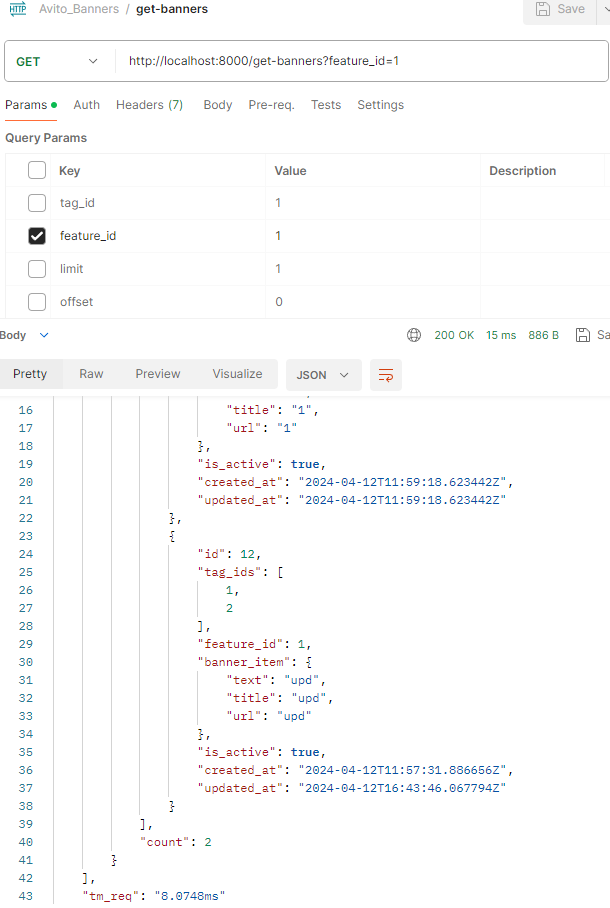 HTTP Avito_Banners / get-banners Save
GET http://localhost:8000/get-banners?feature_id=1
Params Auth Headers (7) Body Pre-req. Tests Settings
Query Params
Key Value Description
tag_id 1
feature_id 1
limit 1
offset 0
Body 200 OK 15 ms 886 B Sa
Pretty Raw Preview Visualize JSON
16 "title": "1",
17 "url": "1"
18 },
19 "is_active": true,
20 "created_at": "2024-04-12T11:59:18.623442Z",
21 "updated_at": "2024-04-12T11:59:18.623442Z"
22 },
23 {
24 "id": 12,
25 "tag_ids": [
26 1,
27 2
28 ],
29 "feature_id": 1,
30 "banner_item": {
31 "text": "upd",
32 "title": "upd",
33 "url": "upd"
34 },
35 "is_active": true,
36 "created_at": "2024-04-12T11:57:31.886656Z",
37 "updated_at": "2024-04-12T16:43:46.067794Z"
38 }
39 ],
40 "count": 2
41 }
42 ],
43 "tm_req": "8.0748ms"